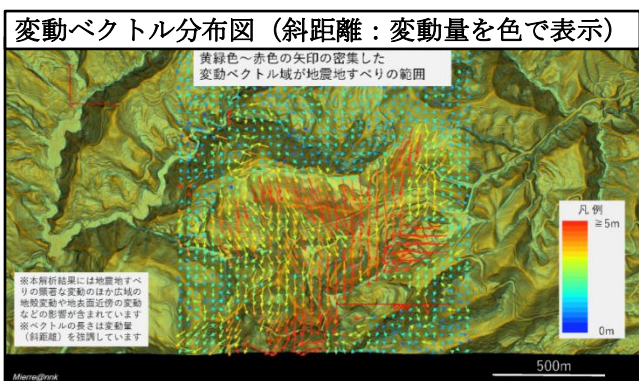 変動ベクトル分布図（斜距離：変動量を色で表示）
黄緑色～赤色の矢印の密集した
変動ベクトル域が地震地すべりの範囲
凡 例
≧5m
0m
※本解析結果には地震地すべ
りの顕著な変動のほか広域の
地殻変動や地表面近傍の変動
などの影響が含まれています
※ベクトルの長さは変動量
（斜距離）を強調しています
500m
Mierre@nnk